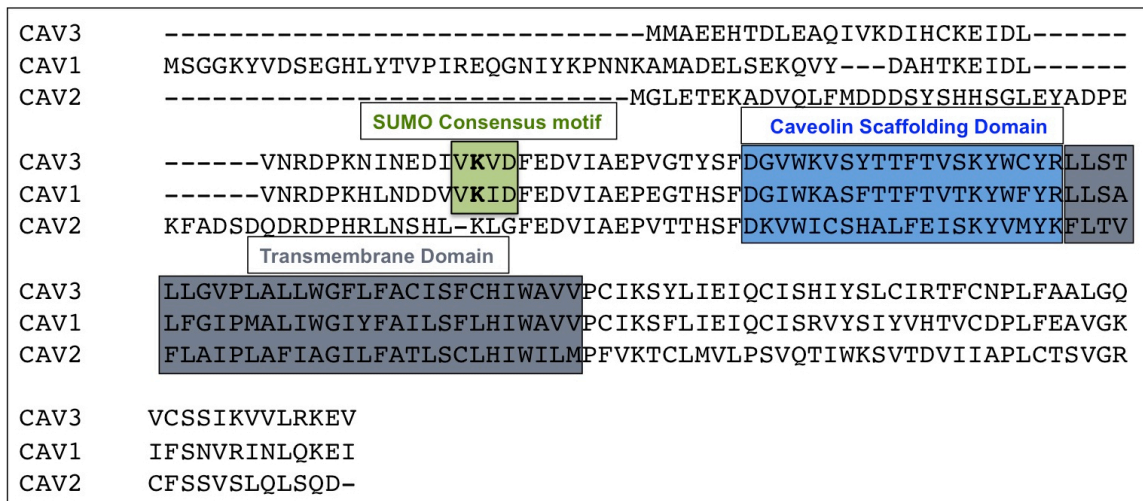 CAV3 ------------------------------MMAEEHTDLEAQIVKDIHCKEIDL------
CAV1 MSGGKYVDSEGHLYTVPIREQGNIYKPNNKAMADELSEKQVY---DAHTKEIDL------
CAV2 -----------------------------MGLETEKADVQLFMDDDSYSHHSGLEYADPE
SUMO Consensus motif Caveolin Scaffolding Domain
CAV3 ------VNRDPKNINEDIVKVDFEDVIAEPVGTYSFDGVWKVSYTTFTVSKYWCYRLLST
CAV1 ------VNRDPKHLNDDVVKIDFEDVIAEPEGTHSFDGIWKASFTTFTVTKYWFYRLLSA
CAV2 KFADSDQDRDPHRLNSHL-KLGFEDVIAEPVTTHSFDKVWICSHALFEISKYVMYKFLTV
Transmembrane Domain
CAV3 LLGVPLALLWGFLFACISFCHIWAVVPCIKSYLIEIQCISHIYSLCIRTFCNPLFAALGQ
CAV1 LFGIPMALIWGIYFAILSFLHIWAVVPCIKSFLIEIQCISRVYSIYVHTVCDPLFEAVGK
CAV2 FLAIPLAFIAGILFATLSCLHIWILMPFVKTCLMVLPSVQTIWKSVTDVIIAPLCTSVGR
CAV3 VCSSIKVVLRKEV
CAV1 IFSNVRINLQKEI
CAV2 CFSSVSLQLSQD-